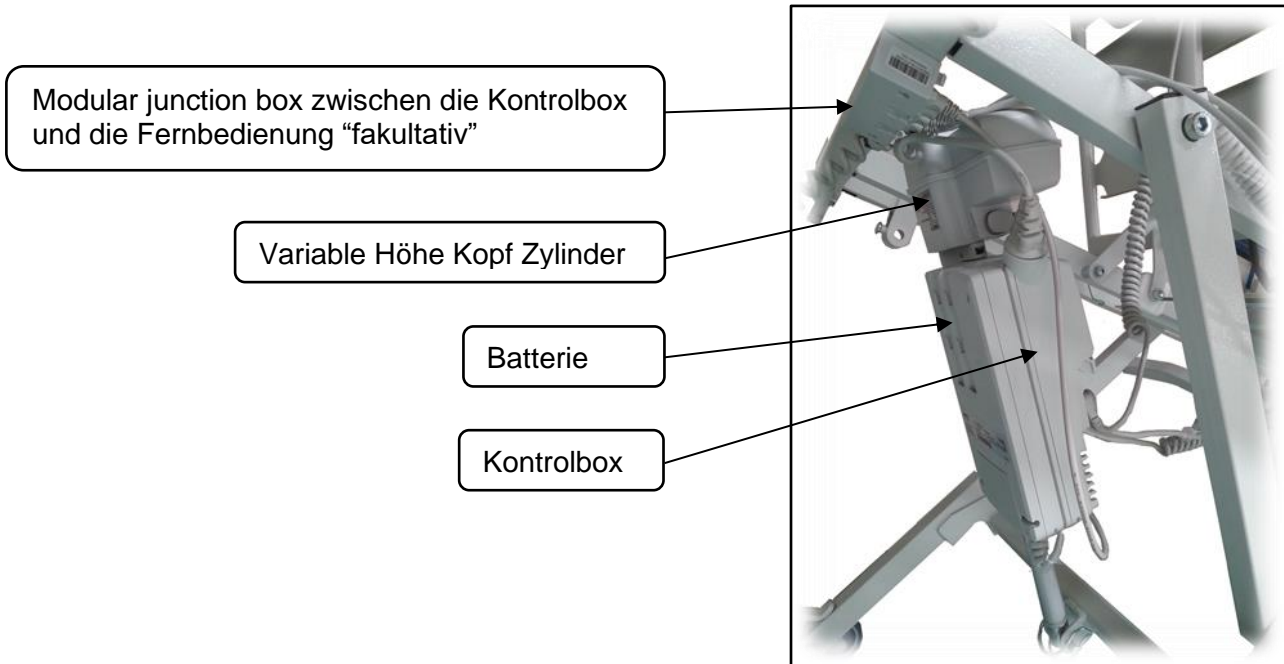 Modular junction box zwischen die Kontrolbox
und die Fernbedienung “fakultativ”
Variable Höhe Kopf Zylinder
Batterie
Kontrolbox